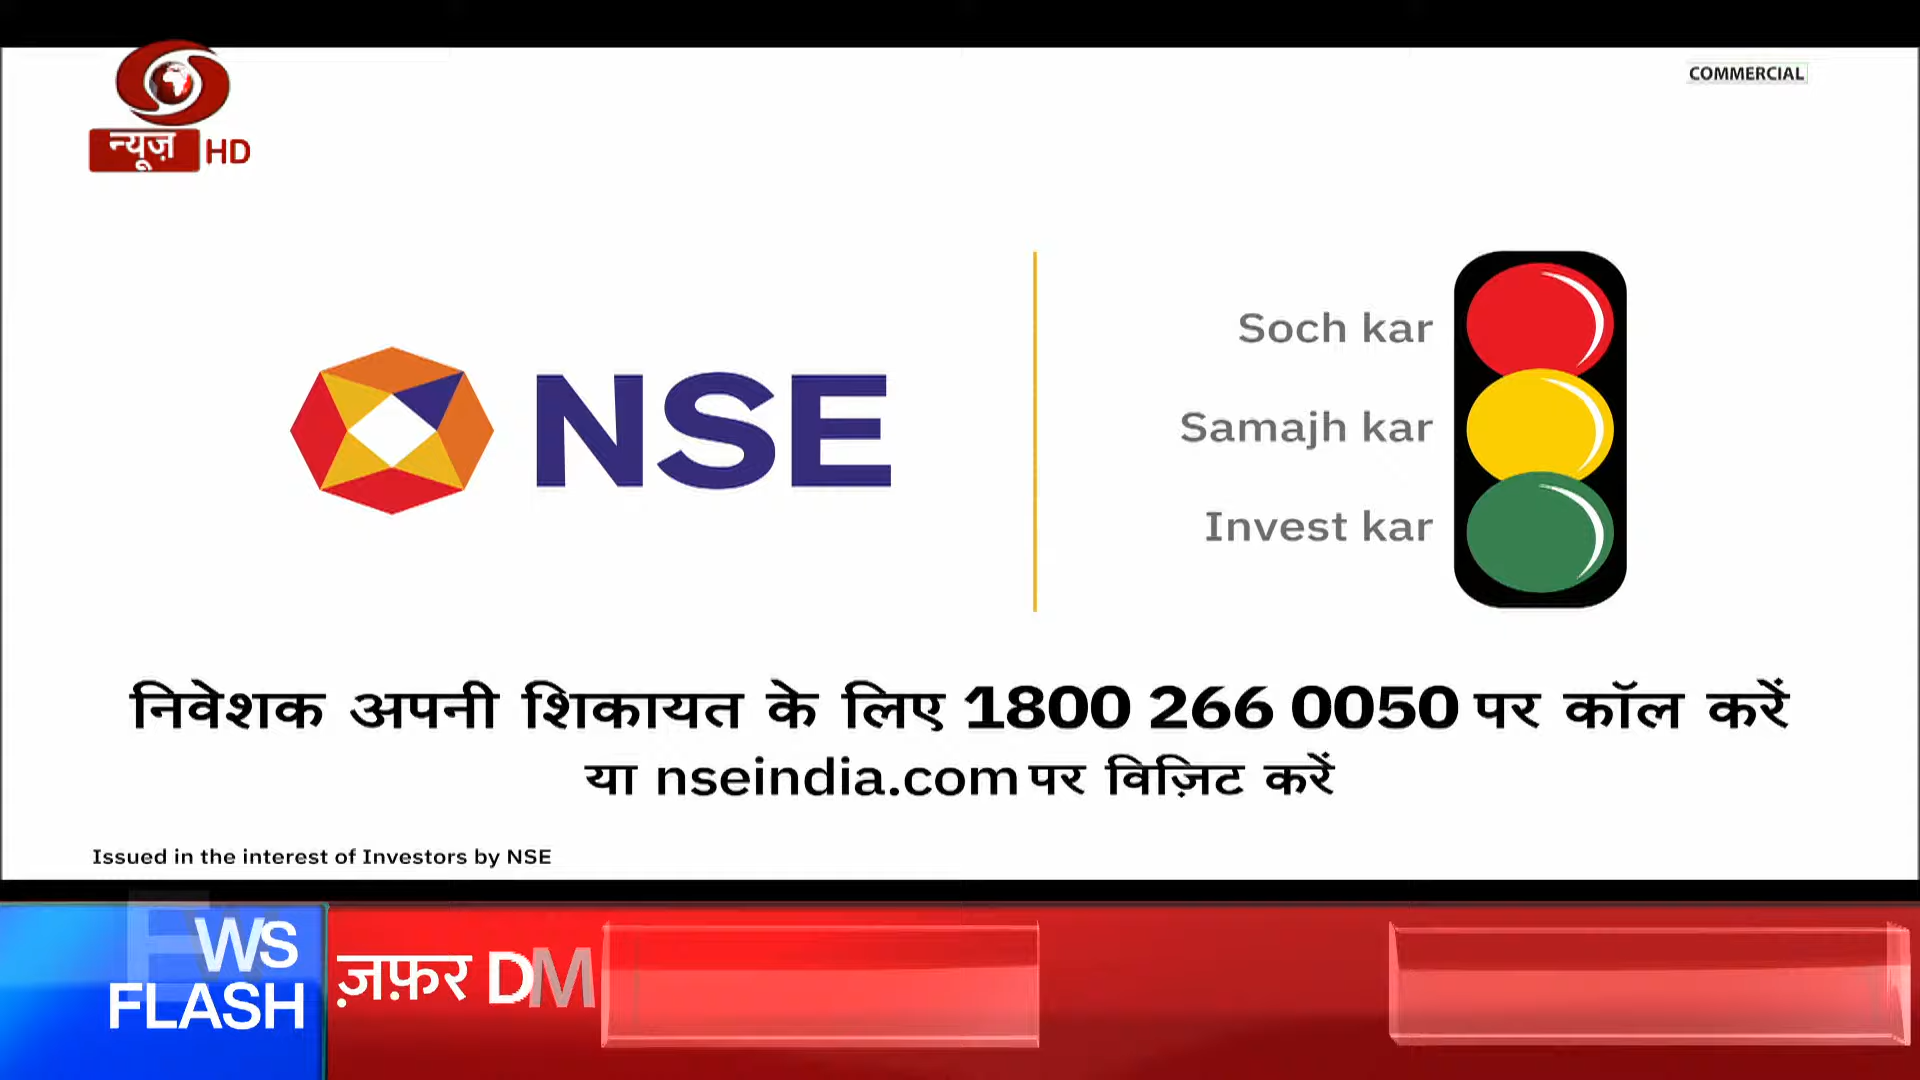 COMMERCIAL
न्यूज़ HD
NSE
Soch kar
Samajh kar
Invest kar
निवेशक अपनी शिकायत के लिए 1800 266 0050 पर कॉल करें
या nseindia.com पर विज़िट करें
Issued in the interest of Investors by NSE
WS
FLASH
ज़फ़र DM